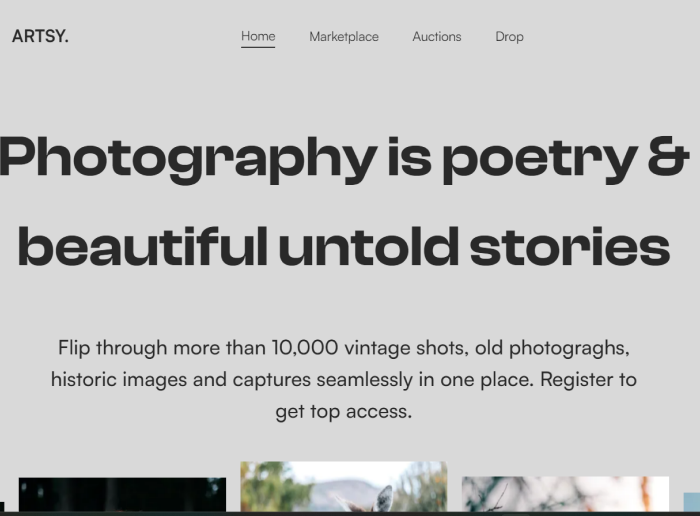 ARTSY.
Home Marketplace Auctions Drop
Photography is poetry &
beautiful untold stories
Flip through more than 10,000 vintage shots, old photograghs,
historic images and captures seamlessly in one place. Register to
get top access.